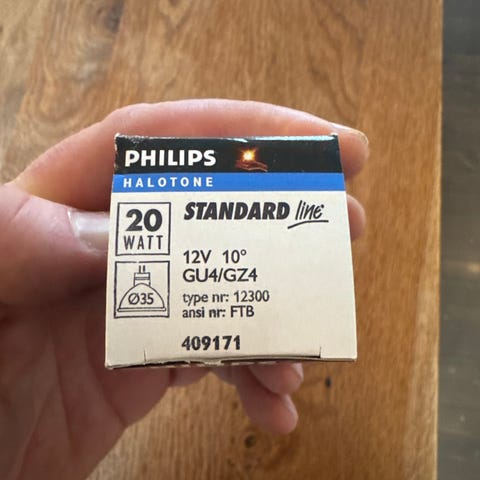 PHILIPS
HALOTONE
20
WATT
STANDARD line
12V 10°
GU4/GZ4
Ø35
type nr: 12300
ansi nr: FTB
409171